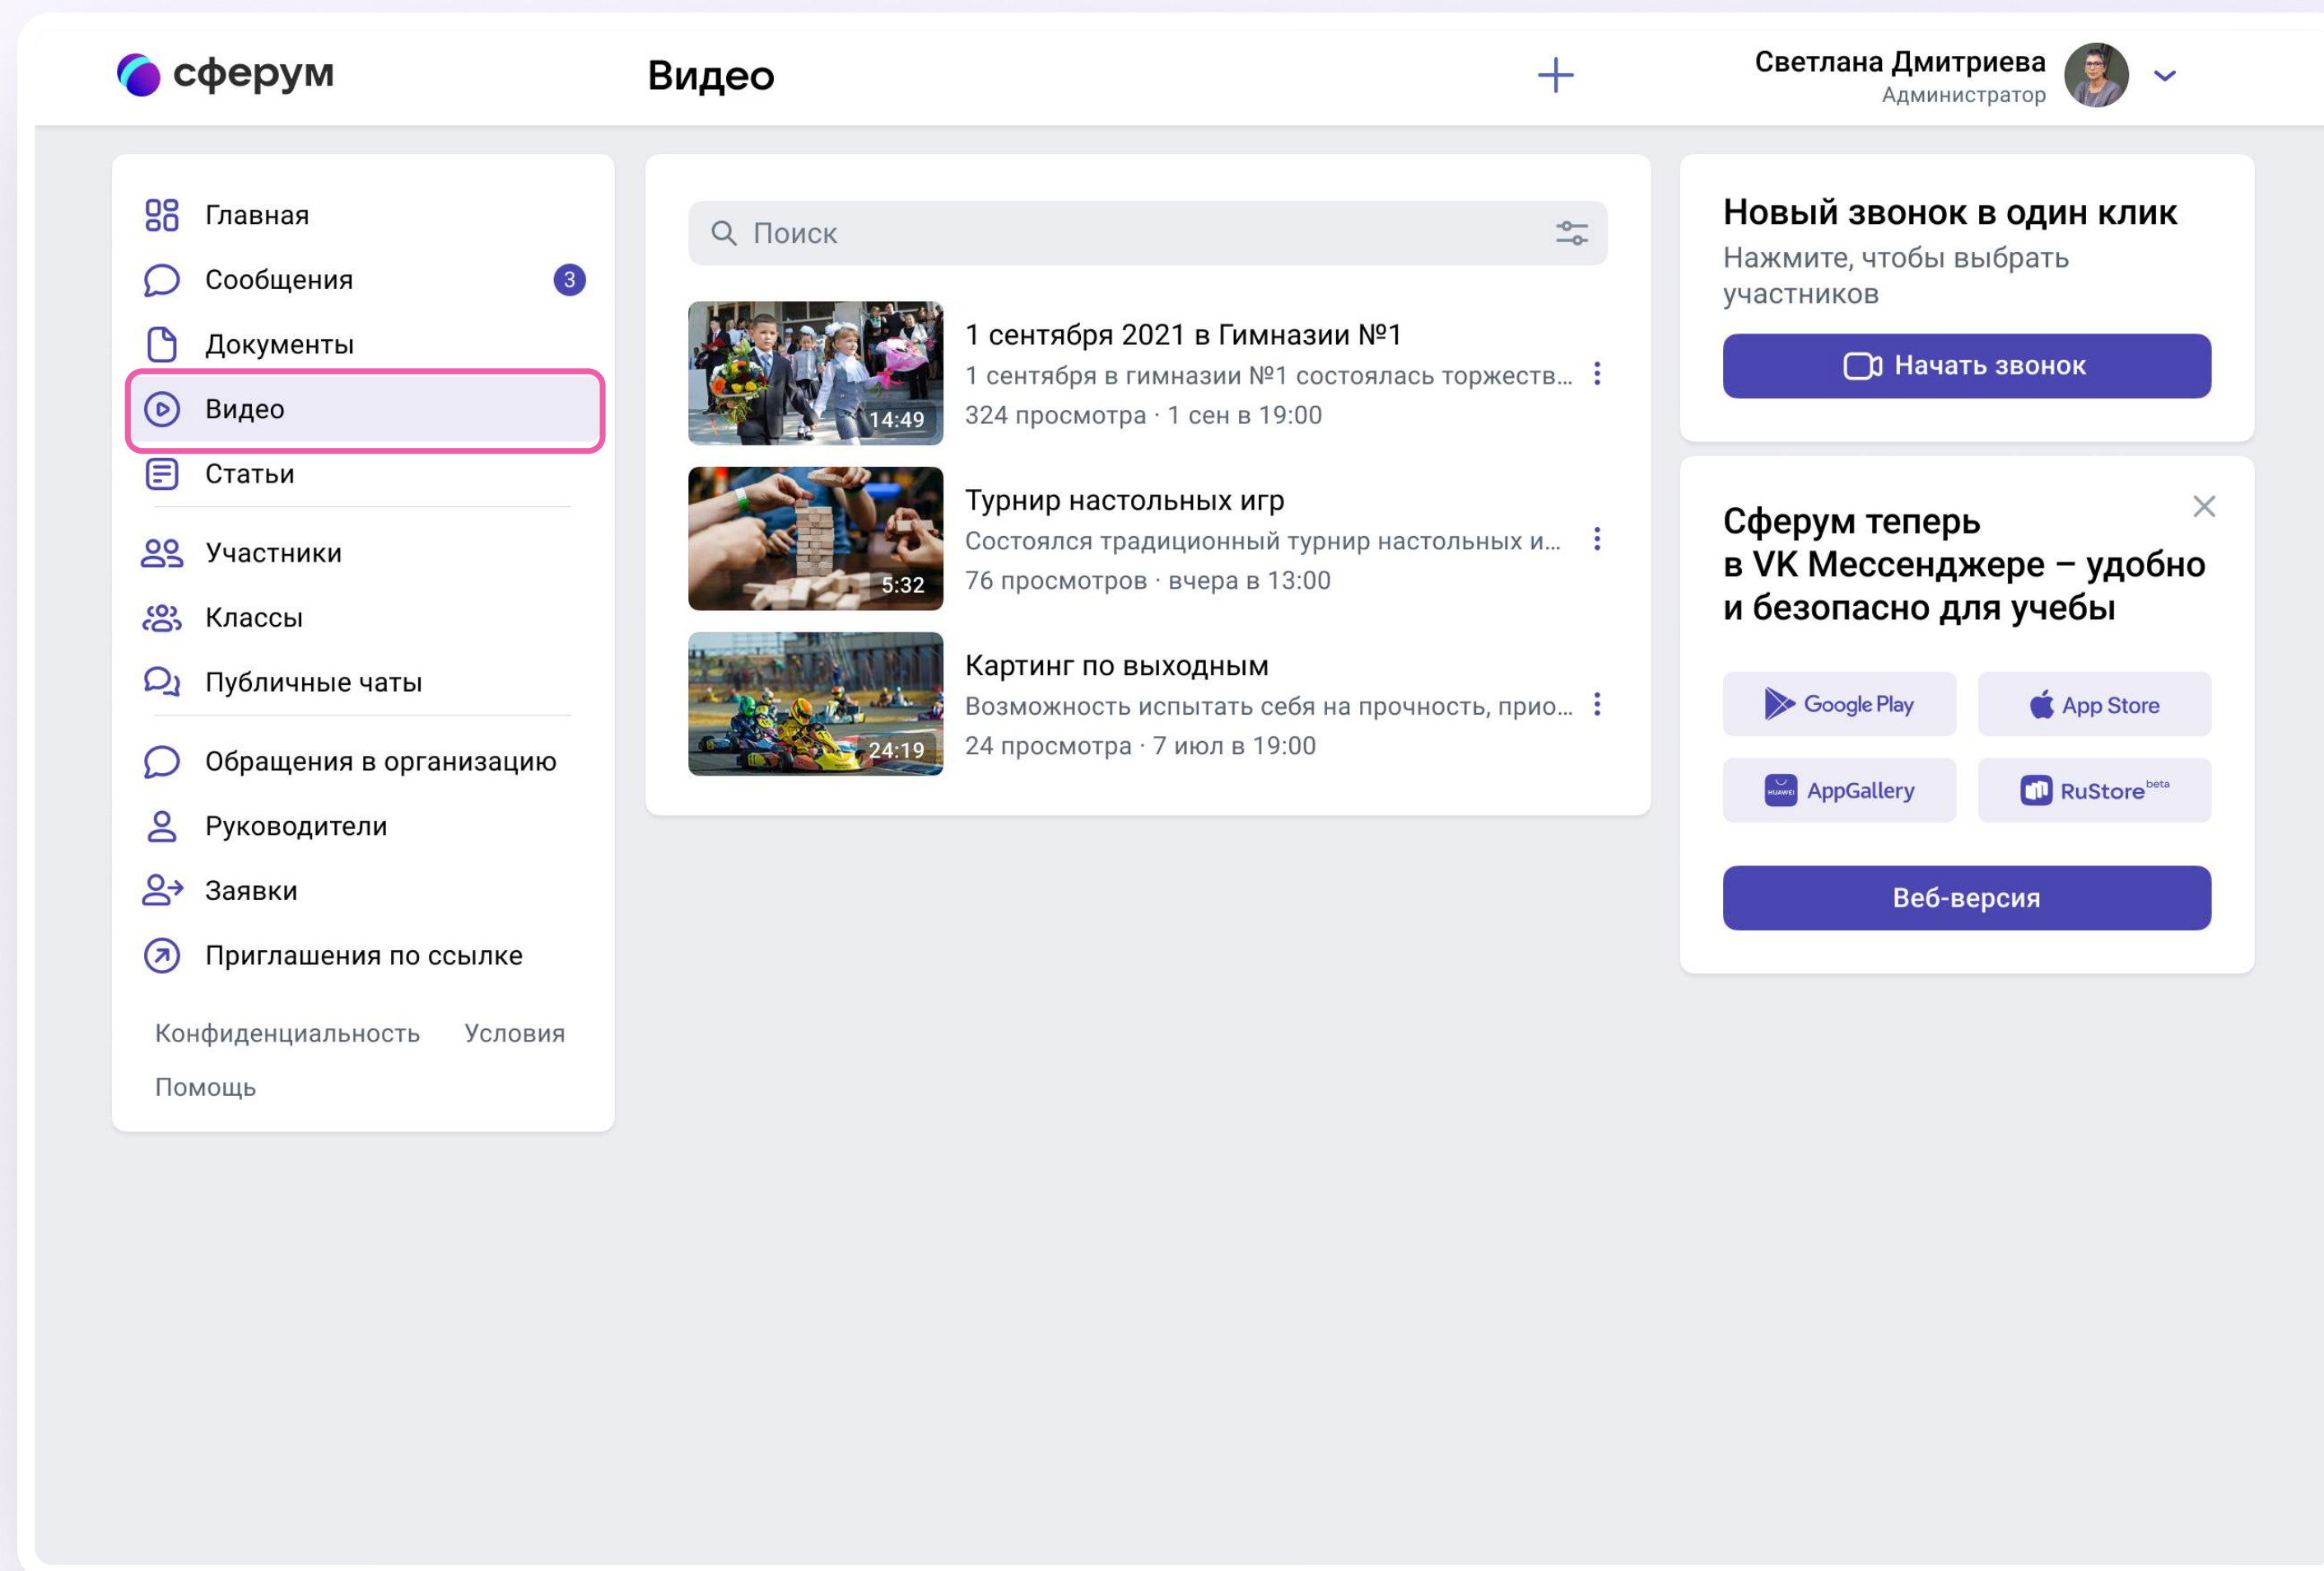 сферум
Видео
Светлана Дмитриева
Администратор
Главная
Сообщения
3
Документы
Видео
Статьи
Участники
Классы
Публичные чаты
Обращения в организацию
Руководители
Заявки
Приглашения по ссылке
Конфиденциальность Условия
Помощь
Поиск
14:49
1 сентября 2021 в Гимназии №1
1 сентября в гимназии №1 состоялась торжеств...
324 просмотра · 1 сен в 19:00
5:32
Турнир настольных игр
Состоялся традиционный турнир настольных и...
76 просмотров · вчера в 13:00
24:19
Картинг по выходным
Возможность испытать себя на прочность, прио...
24 просмотра · 7 июл в 19:00
Новый звонок в один клик
Нажмите, чтобы выбрать
участников
Начать звонок
Сферум теперь
в VK Мессенджере – удобно
и безопасно для учебы
Google Play
App Store
HUAWEI AppGallery
RuStore beta
Веб-версия